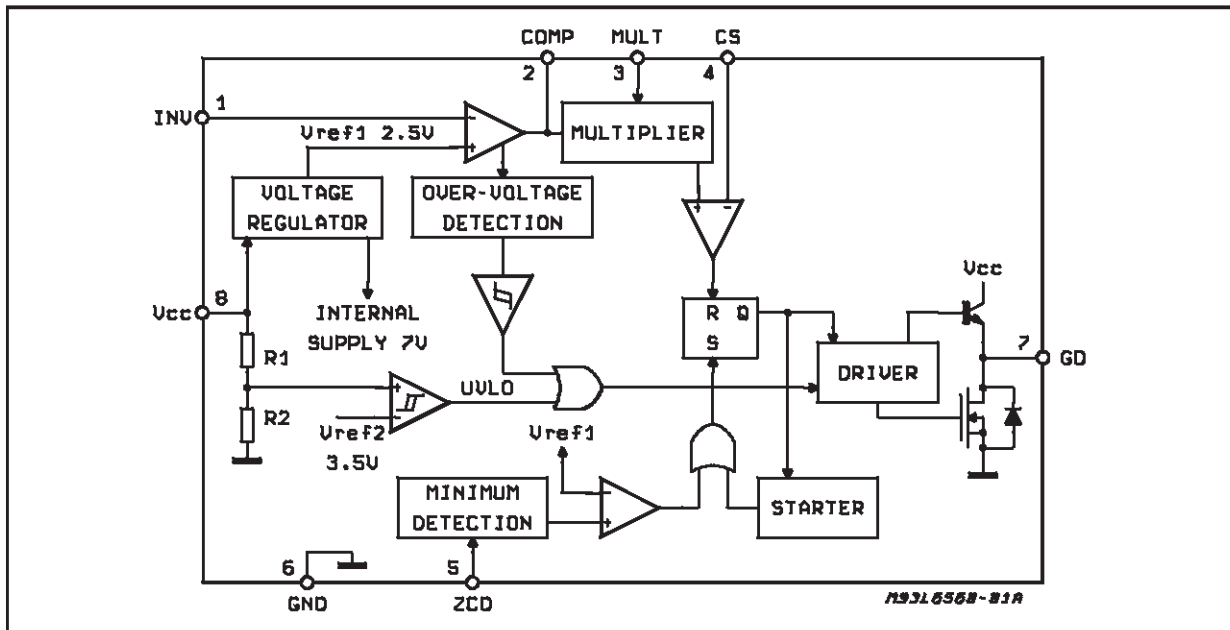 COMP MULT CS
2 3 4
1
INV
Vref1 2.5V
MULTIPLIER
VOLTAGE
REGULATOR
OVER-VOLTAGE
DETECTION
+ -
Vcc
8
Vcc
INTERNAL
SUPPLY 7V
R Q
S
R1
DRIVER
7
GD
UVLO
R2
Vref2
3.5V
Vref1
MINIMUM
DETECTION
STARTER
6
GND
5
ZCD